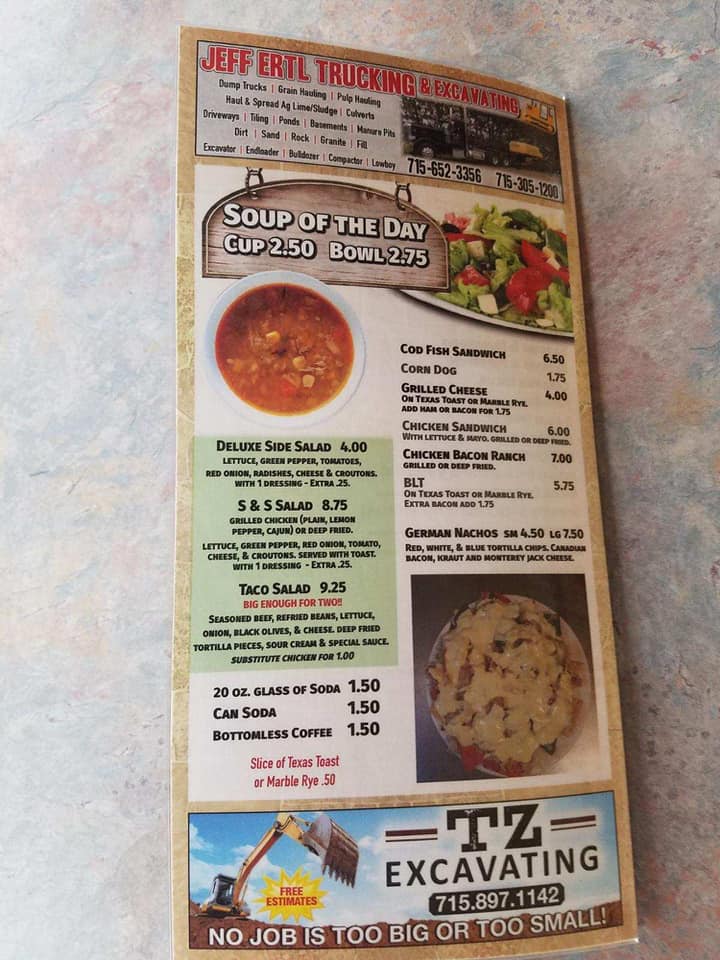 JEFF ERTL TRUCKING & EXCAVATING
Dump Trucks | Grain Hauling | Pulp Hauling
Haul & Spread Ag Lime/Sludge | Culverts
Driveways | Tiling | Ponds | Basements | Manure Pits
Dirt | Sand | Rock | Granite | Fill
Excavator | Endloader | Bulldozer | Compactor | Lowboy
715-652-3356 715-305-1200
SOUP OF THE DAY
CUP 2.50 BOWL 2.75
COD FISH SANDWICH 6.50
CORN DOG 1.75
GRILLED CHEESE 4.00
ON TEXAS TOAST OR MARBLE RYE.
ADD HAM OR BACON FOR 1.75
CHICKEN SANDWICH 6.00
WITH LETTUCE & MAYO. GRILLED OR DEEP FRIED.
CHICKEN BACON RANCH 7.00
GRILLED OR DEEP FRIED.
BLT 5.75
ON TEXAS TOAST OR MARBLE RYE.
EXTRA BACON ADD 1.75
GERMAN NACHOS SM 4.50 LG 7.50
RED, WHITE, & BLUE TORTILLA CHIPS. CANADIAN
BACON, KRAUT AND MONTEREY JACK CHEESE.
DELUXE SIDE SALAD 4.00
LETTUCE, GREEN PEPPER, TOMATOES,
RED ONION, RADISHES, CHEESE & CROUTONS.
WITH 1 DRESSING - EXTRA .25.
S & S SALAD 8.75
GRILLED CHICKEN (PLAIN, LEMON
PEPPER, CAJUN) OR DEEP FRIED.
LETTUCE, GREEN PEPPER, RED ONION, TOMATO,
CHEESE, & CROUTONS. SERVED WITH TOAST.
WITH 1 DRESSING - EXTRA .25.
TACO SALAD 9.25
BIG ENOUGH FOR TWO!!
SEASONED BEEF, REFRIED BEANS, LETTUCE,
ONION, BLACK OLIVES, & CHEESE. DEEP FRIED
TORTILLA PIECES, SOUR CREAM & SPECIAL SAUCE.
SUBSTITUTE CHICKEN FOR 1.00
20 OZ. GLASS OF SODA 1.50
CAN SODA 1.50
BOTTOMLESS COFFEE 1.50
Slice of Texas Toast
or Marble Rye .50
TZ
EXCAVATING
715.897.1142
FREE
ESTIMATES
NO JOB IS TOO BIG OR TOO SMALL!